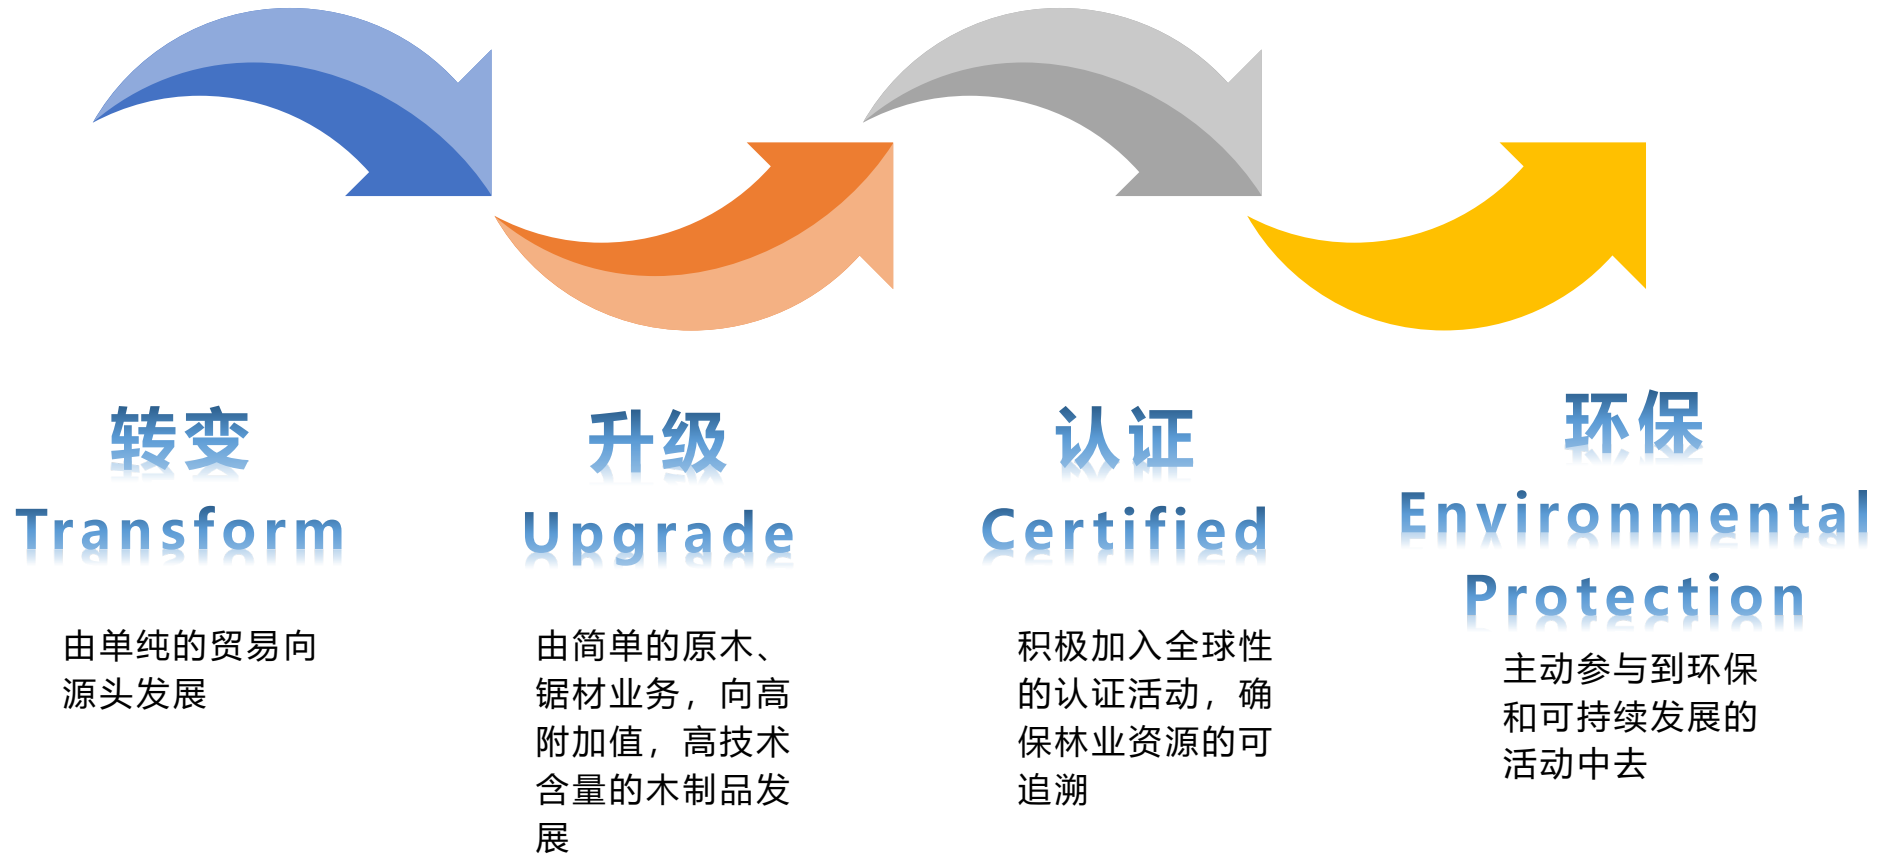 转变
Transform
由单纯的贸易向
源头发展
升级
Upgrade
由简单的原木、
锯材业务，向高
附加值，高技术
含量的木制品发
展
认证
Certified
积极加入全球性
的认证活动，确
保林业资源的可
追溯
环保
Environmental
Protection
主动参与到环保
和可持续发展的
活动中去